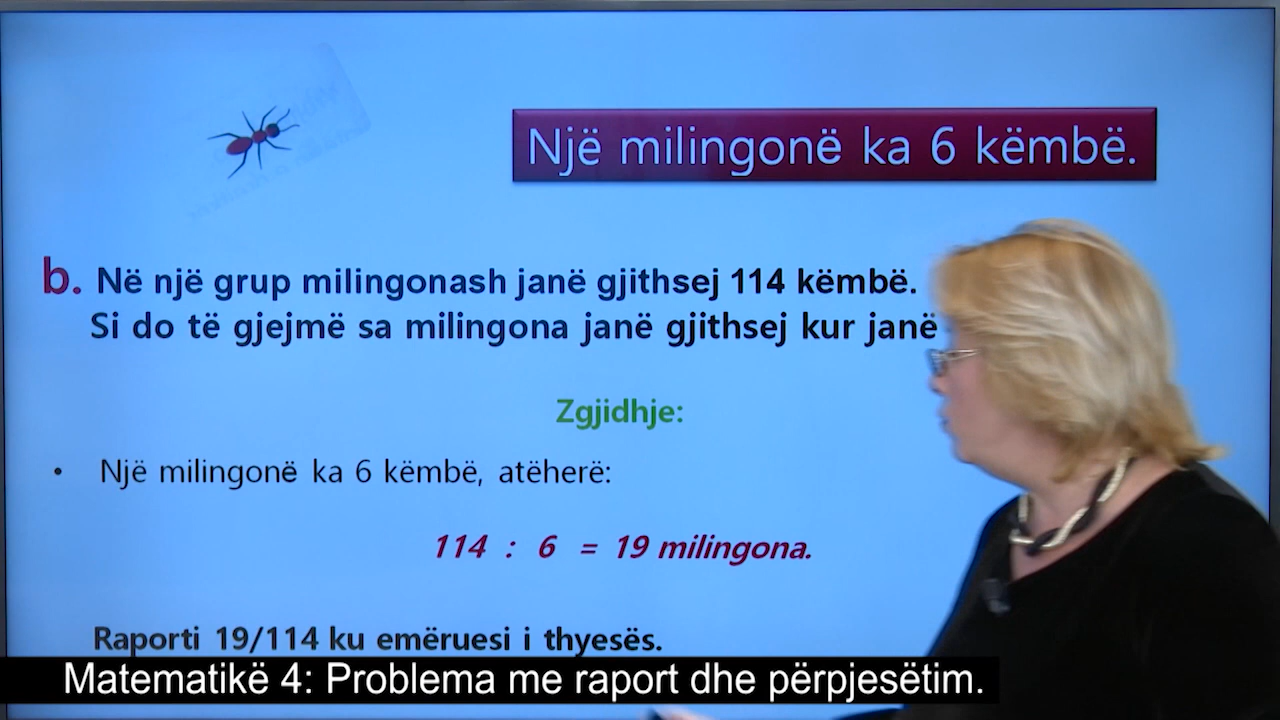 Një milingonë ka 6 këmbë.
b. Në një grup milingonash janë gjithsej 114 këmbë.
Si do të gjejmë sa milingona janë gjithsej kur janë
Zgjidhje:
• Një milingonë ka 6 këmbë, atëherë:
114 : 6 = 19 milingona.
Raporti 19/114 ku emëruesi i thyesës.
Matematikë 4: Problema me raport dhe përpjesëtim.